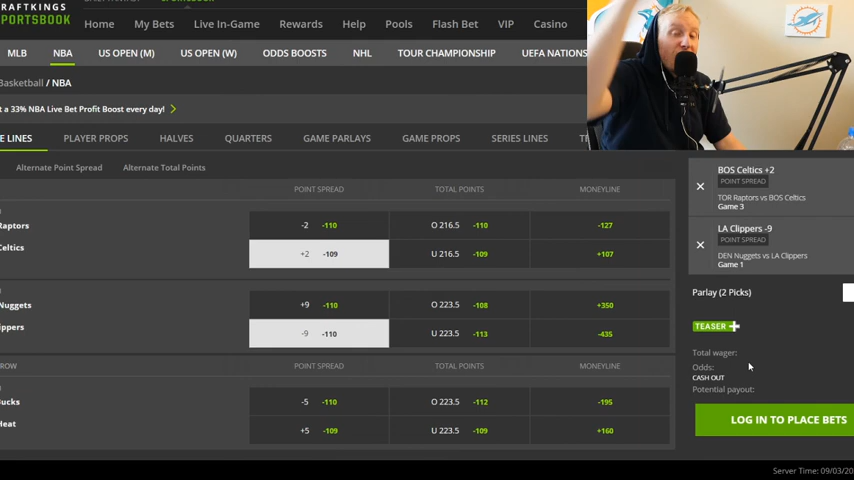 RAFTKINGS
PORTSBOOK
Home My Bets Live In-Game Rewards Help Pools Flash Bet VIP Casino
MLB NBA US OPEN (M) US OPEN (W) ODDS BOOSTS NHL TOUR CHAMPIONSHIP UEFA NATIONS
Basketball / NBA
t a 33% NBA Live Bet Profit Boost every day!
E LINES PLAYER PROPS HALVES QUARTERS GAME PARLAYS GAME PROPS SERIES LINES
Alternate Point Spread Alternate Total Points
POINT SPREAD TOTAL POINTS MONEYLINE
Raptors -2 -110 O 216.5 -110 -127
Celtics +2 -109 U 216.5 -109 +107
POINT SPREAD TOTAL POINTS MONEYLINE
Nuggets +9 -110 O 223.5 -108 +350
ippers -9 -110 U 223.5 -113 -435
ROW POINT SPREAD TOTAL POINTS MONEYLINE
Bucks -5 -110 O 223.5 -112 -195
Heat +5 -109 U 223.5 -109 +160
BOS Celtics +2
POINT SPREAD
TOR Raptors vs BOS Celtics
Game 3
LA Clippers -9
POINT SPREAD
DEN Nuggets vs LA Clippers
Game 1
Parlay (2 Picks)
TEASER+
Total wager:
Odds:
CASH OUT
Potential payout:
LOG IN TO PLACE BETS
Server Time: 09/03/20